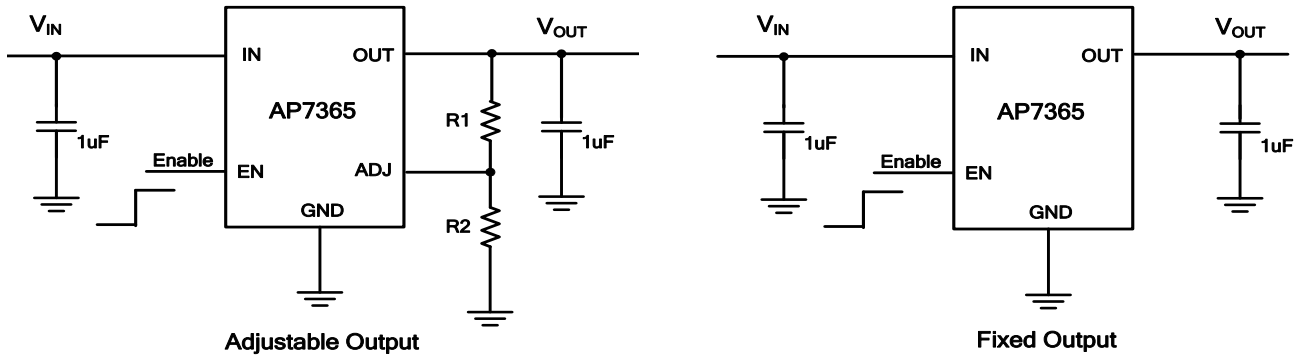 VIN
VOUT
IN
OUT
AP7365
R1
1uF
1uF
Enable
EN
ADJ
GND
R2
Adjustable Output
VIN
VOUT
IN
OUT
AP7365
1uF
1uF
Enable
EN
GND
Fixed Output